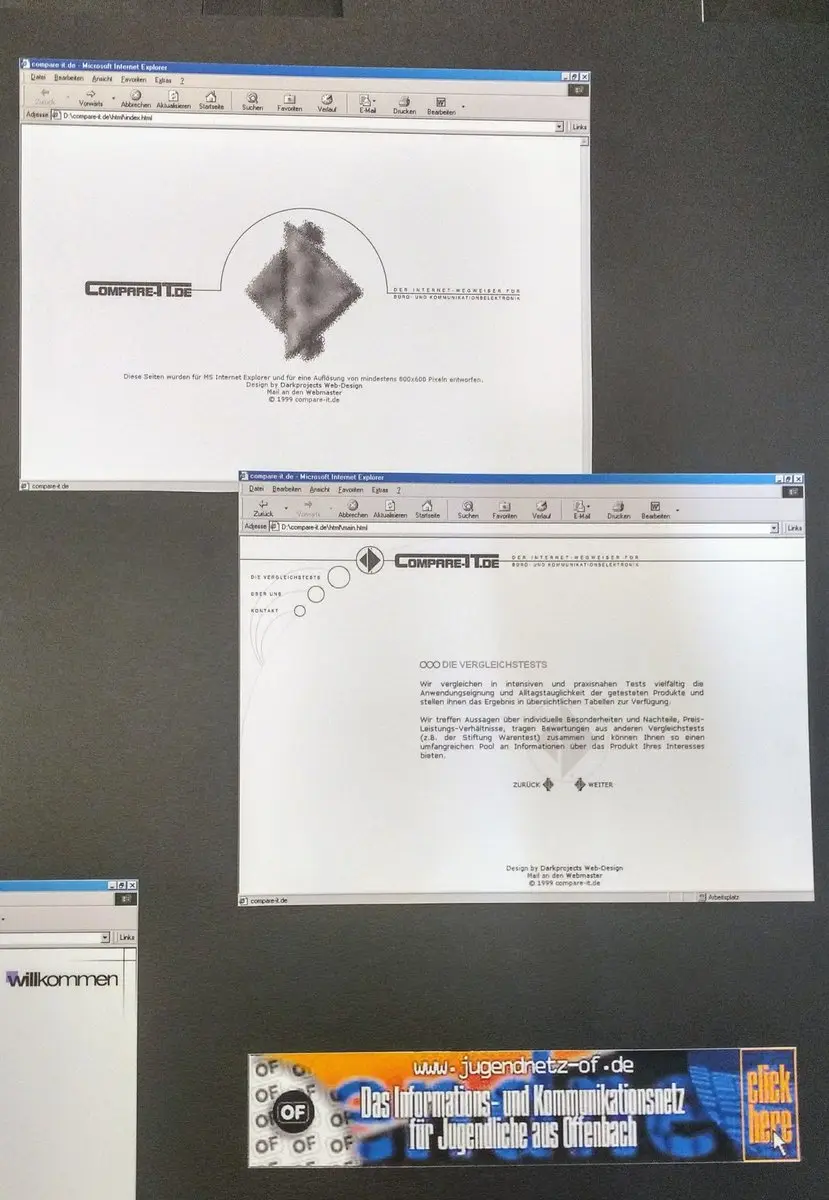 compare it.de - Microsoft Internet Explorer
Datei Bearbeiten Ansicht Favoriten Extras ?
Zurück Vorwärts Abbrechen Aktualisieren Startseite Suchen Favoriten Verlauf E-Mail Drucken Bearbeiten
Adresse D:\compare-it.de\html\index.html Links
COMPARE-IT.DE
DER INTERNET-WEGWEISER FÜR
BÜRO- UND KOMMUNIKATIONSELEKTRONIK
Diese Seiten wurden für MS Internet Explorer und für eine Auflösung von mindestens 800x600 Pixeln entworfen.
Design by Darkprojects Web-Design
Mail an den Webmaster
© 1999 compare-it.de
compare-it.de
compare it.de - Microsoft Internet Explorer
Datei Bearbeiten Ansicht Favoriten Extras ?
Zurück Vorwärts Abbrechen Aktualisieren Startseite Suchen Favoriten Verlauf E-Mail Drucken Bearbeiten
Adresse D:\compare-it.de\html\main.html Links
COMPARE-IT.DE
DER INTERNET-WEGWEISER FÜR
BÜRO- UND KOMMUNIKATIONSELEKTRONIK
DIE VERGLEICHSTESTS
ÜBER UNS
KONTAKT
OOO DIE VERGLEICHSTESTS
Wir vergleichen in intensiven und praxisnahen Tests vielfältig die
Anwendungseignung und Alltagstauglichkeit der getesteten Produkte und
stellen Ihnen das Ergebnis in übersichtlichen Tabellen zur Verfügung.
Wir treffen Aussagen über individuelle Besonderheiten und Nachteile, Preis-
Leistungs-Verhältnisse, tragen Bewertungen aus anderen Vergleichstests
(z.B. der Stiftung Warentest) zusammen und können Ihnen so einen
umfangreichen Pool an Informationen über das Produkt Ihres Interesses
bieten.
ZURÜCK WEITER
Design by Darkprojects Web-Design
Mail an den Webmaster
© 1999 compare-it.de
compare-it.de Arbeitsplatz
Links
willkommen
www.jugendnetz-of.de
Das Informations- und Kommunikationsnetz
für Jugendliche aus Offenbach
OF
click
here